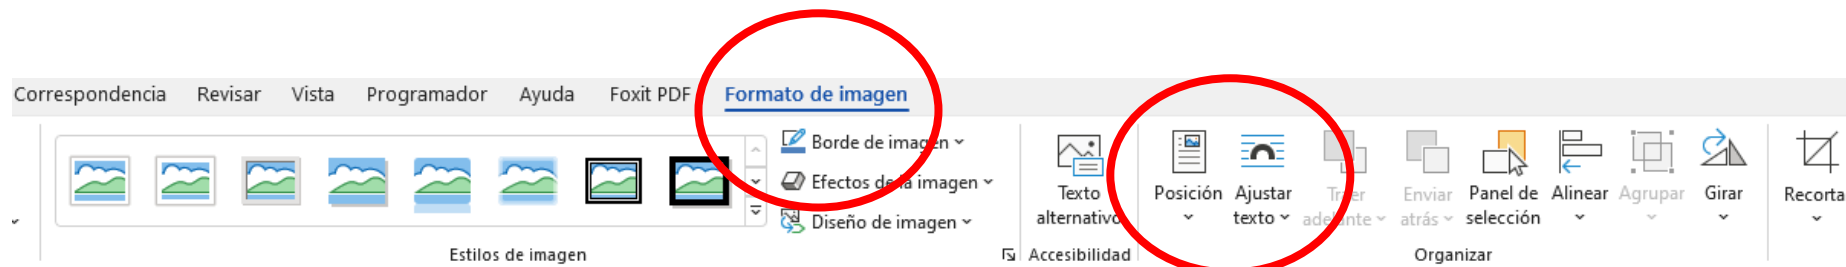 Correspondencia Revisar Vista Programador Ayuda Foxit PDF Formato de imagen
Borde de imagen
Efectos de la imagen
Diseño de imagen
Estilos de imagen
Texto
alternativo
Accesibilidad
Posición
Ajustar
texto
Traer
adelante
Enviar
atrás
Panel de
selección
Alinear
Agrupar
Girar
Organizar
Recorta